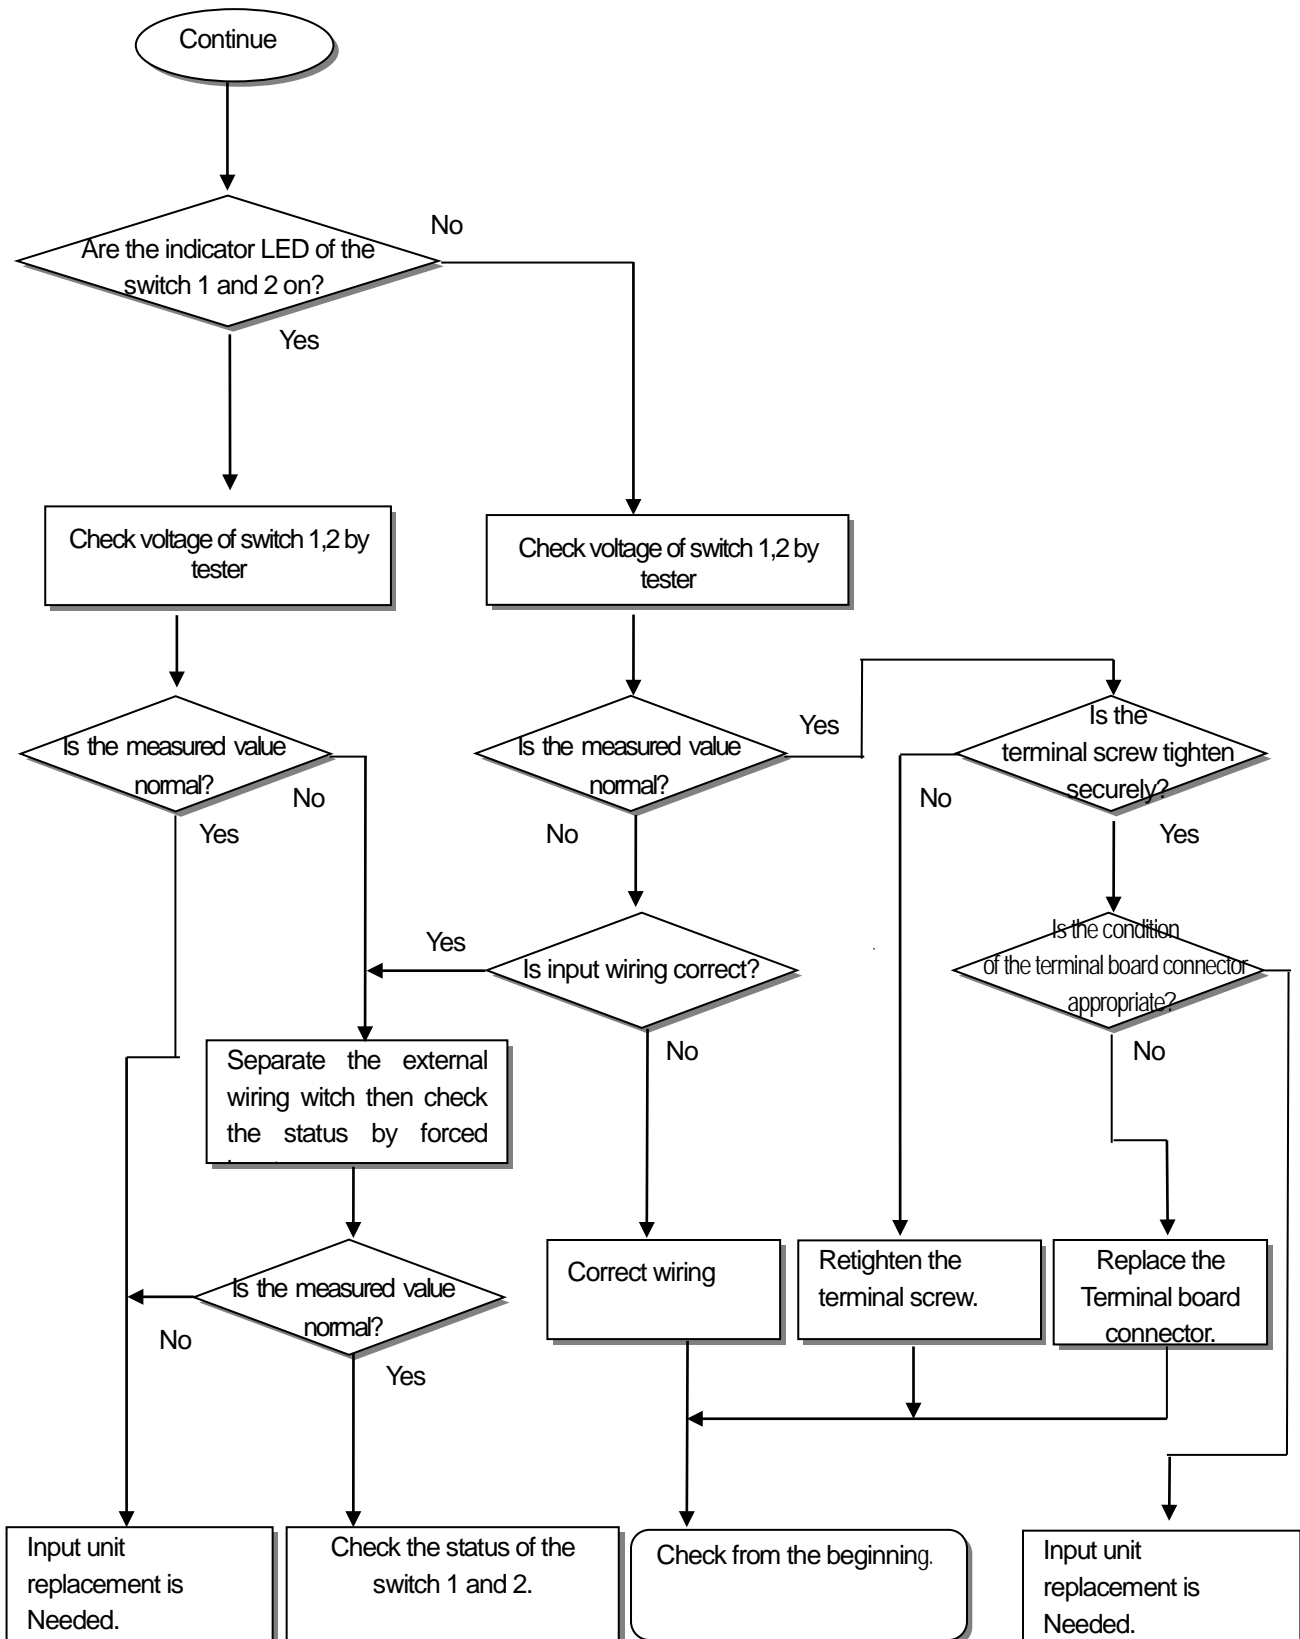 Continue
No
Are the indicator LED of the
switch 1 and 2 on?
Yes
Check voltage of switch 1,2 by
tester
Check voltage of switch 1,2 by
tester
Is the measured value
normal?
No
Yes
Is the measured value
normal?
Yes
No
Is the
terminal screw tighten
securely?
No
Yes
Yes
Is input wiring correct?
No
Is the condition
of the terminal board connector
appropriate?
No
Separate the external
wiring witch then check
the status by forced
Is the measured value
normal?
No
Yes
Correct wiring
Retighten the
terminal screw.
Replace the
Terminal board
connector.
Input unit
replacement is
Needed.
Check the status of the
switch 1 and 2.
Check from the beginning.
Input unit
replacement is
Needed.